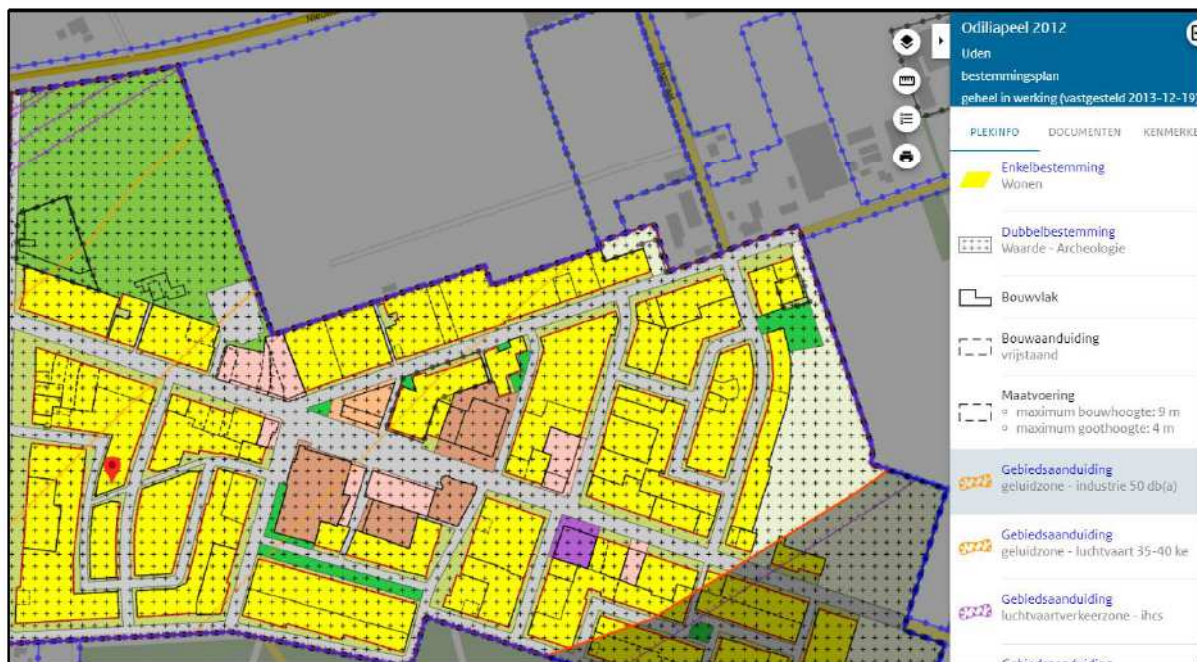 Odiliapeel 2012
Uden
bestemmingsplan
geheel in werking (vastgesteld 2013-12-19)
PLEKINFO DOCUMENTEN KENMERKE
Enkelbestemming
Wonen
Dubbelbestemming
Waarde - Archeologie
Bouwvlak
Bouwaanduiding
vrijstaand
Maatvoering
maximum bouwhoogte: 9 m
maximum goothoogte: 4 m
Gebiedsaanduiding
geluidzone - industrie 50 db(a)
Gebiedsaanduiding
geluidzone - luchtvaart 35-40 ke
Gebiedsaanduiding
luchtvaartverkeerzone - ihcs
Gebiedsaanduiding